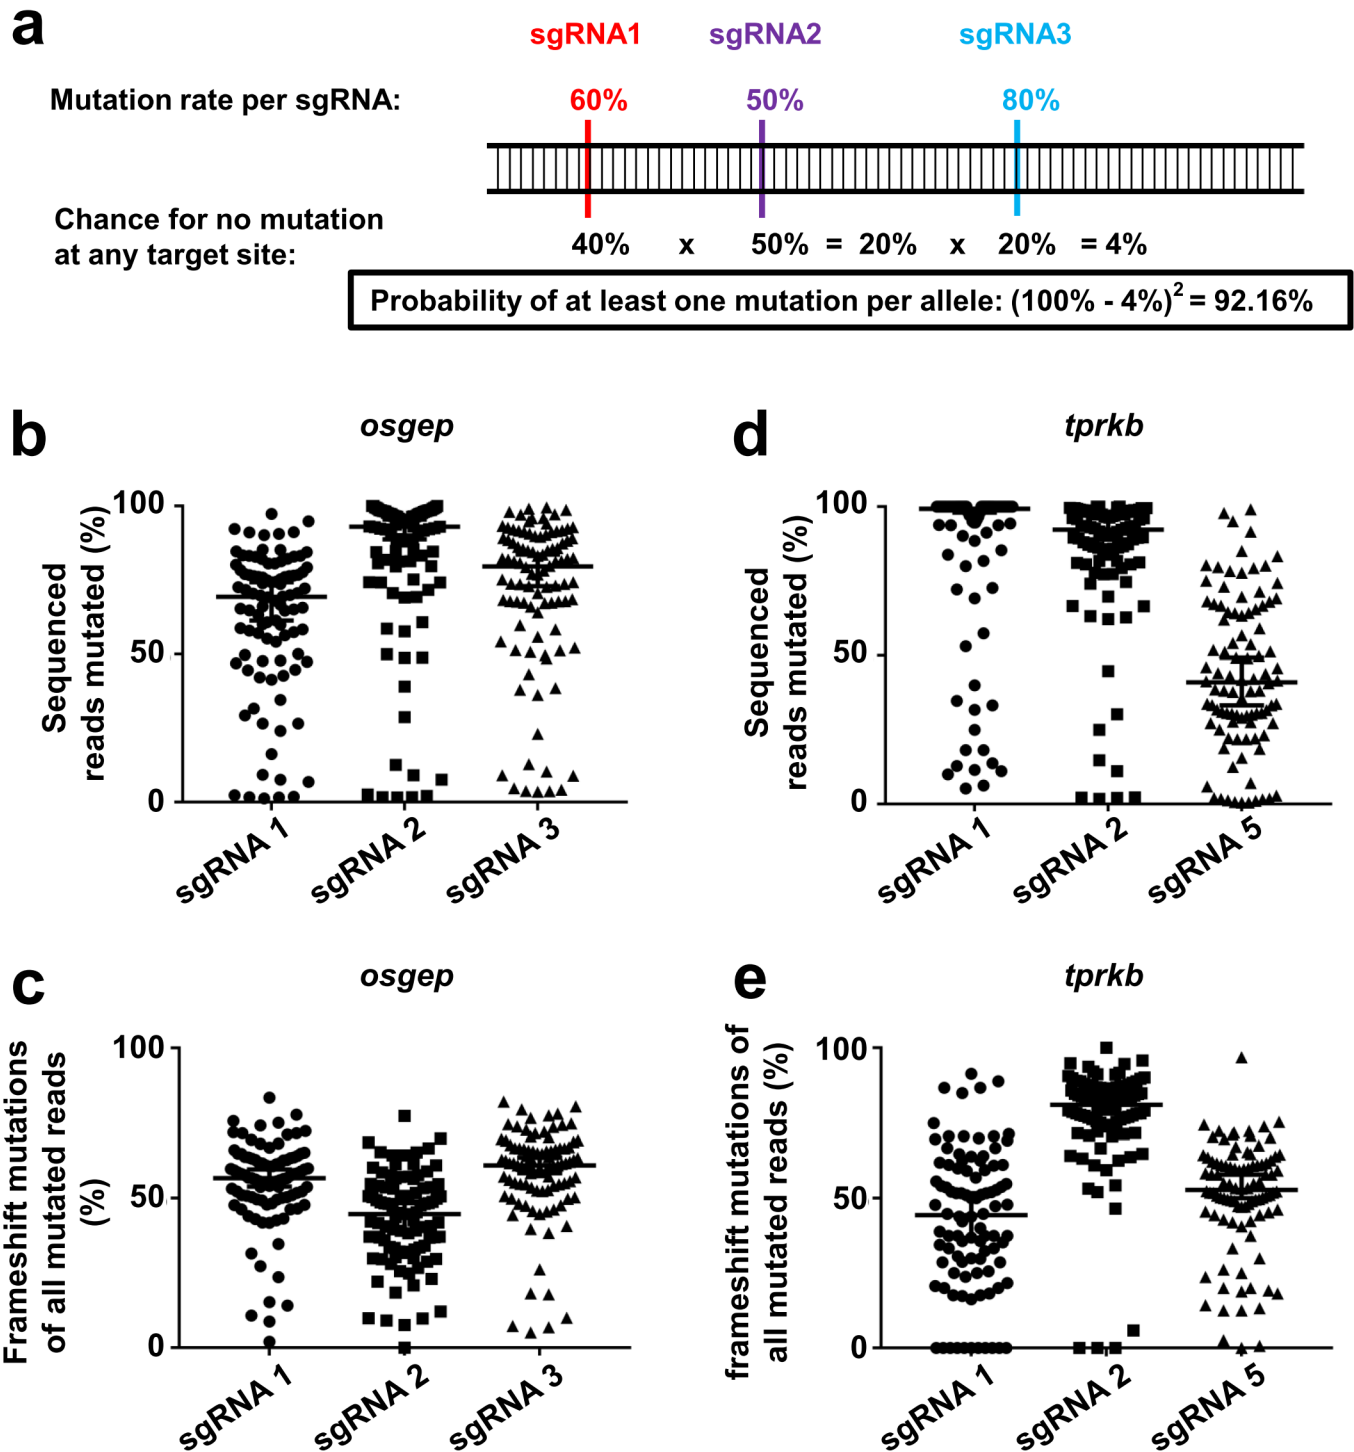 a
sgRNA1 sgRNA2 sgRNA3
Mutation rate per sgRNA: 60% 50% 80%
Chance for no mutation
at any target site: 40% x 50% = 20% x 20% = 4%
Probability of at least one mutation per allele: (100% - 4%)² = 92.16%
b
osgep
Sequenced
reads mutated (%)
100
50
0
sgRNA 1
sgRNA 2
sgRNA 3
d
tprkb
Sequenced
reads mutated (%)
100
50
0
sgRNA 1
sgRNA 2
sgRNA 5
c
osgep
Frameshift mutations
of all mutated reads
(%)
100
50
0
sgRNA 1
sgRNA 2
sgRNA 3
e
tprkb
frameshift mutations of
all mutated reads (%)
100
50
0
sgRNA 1
sgRNA 2
sgRNA 5